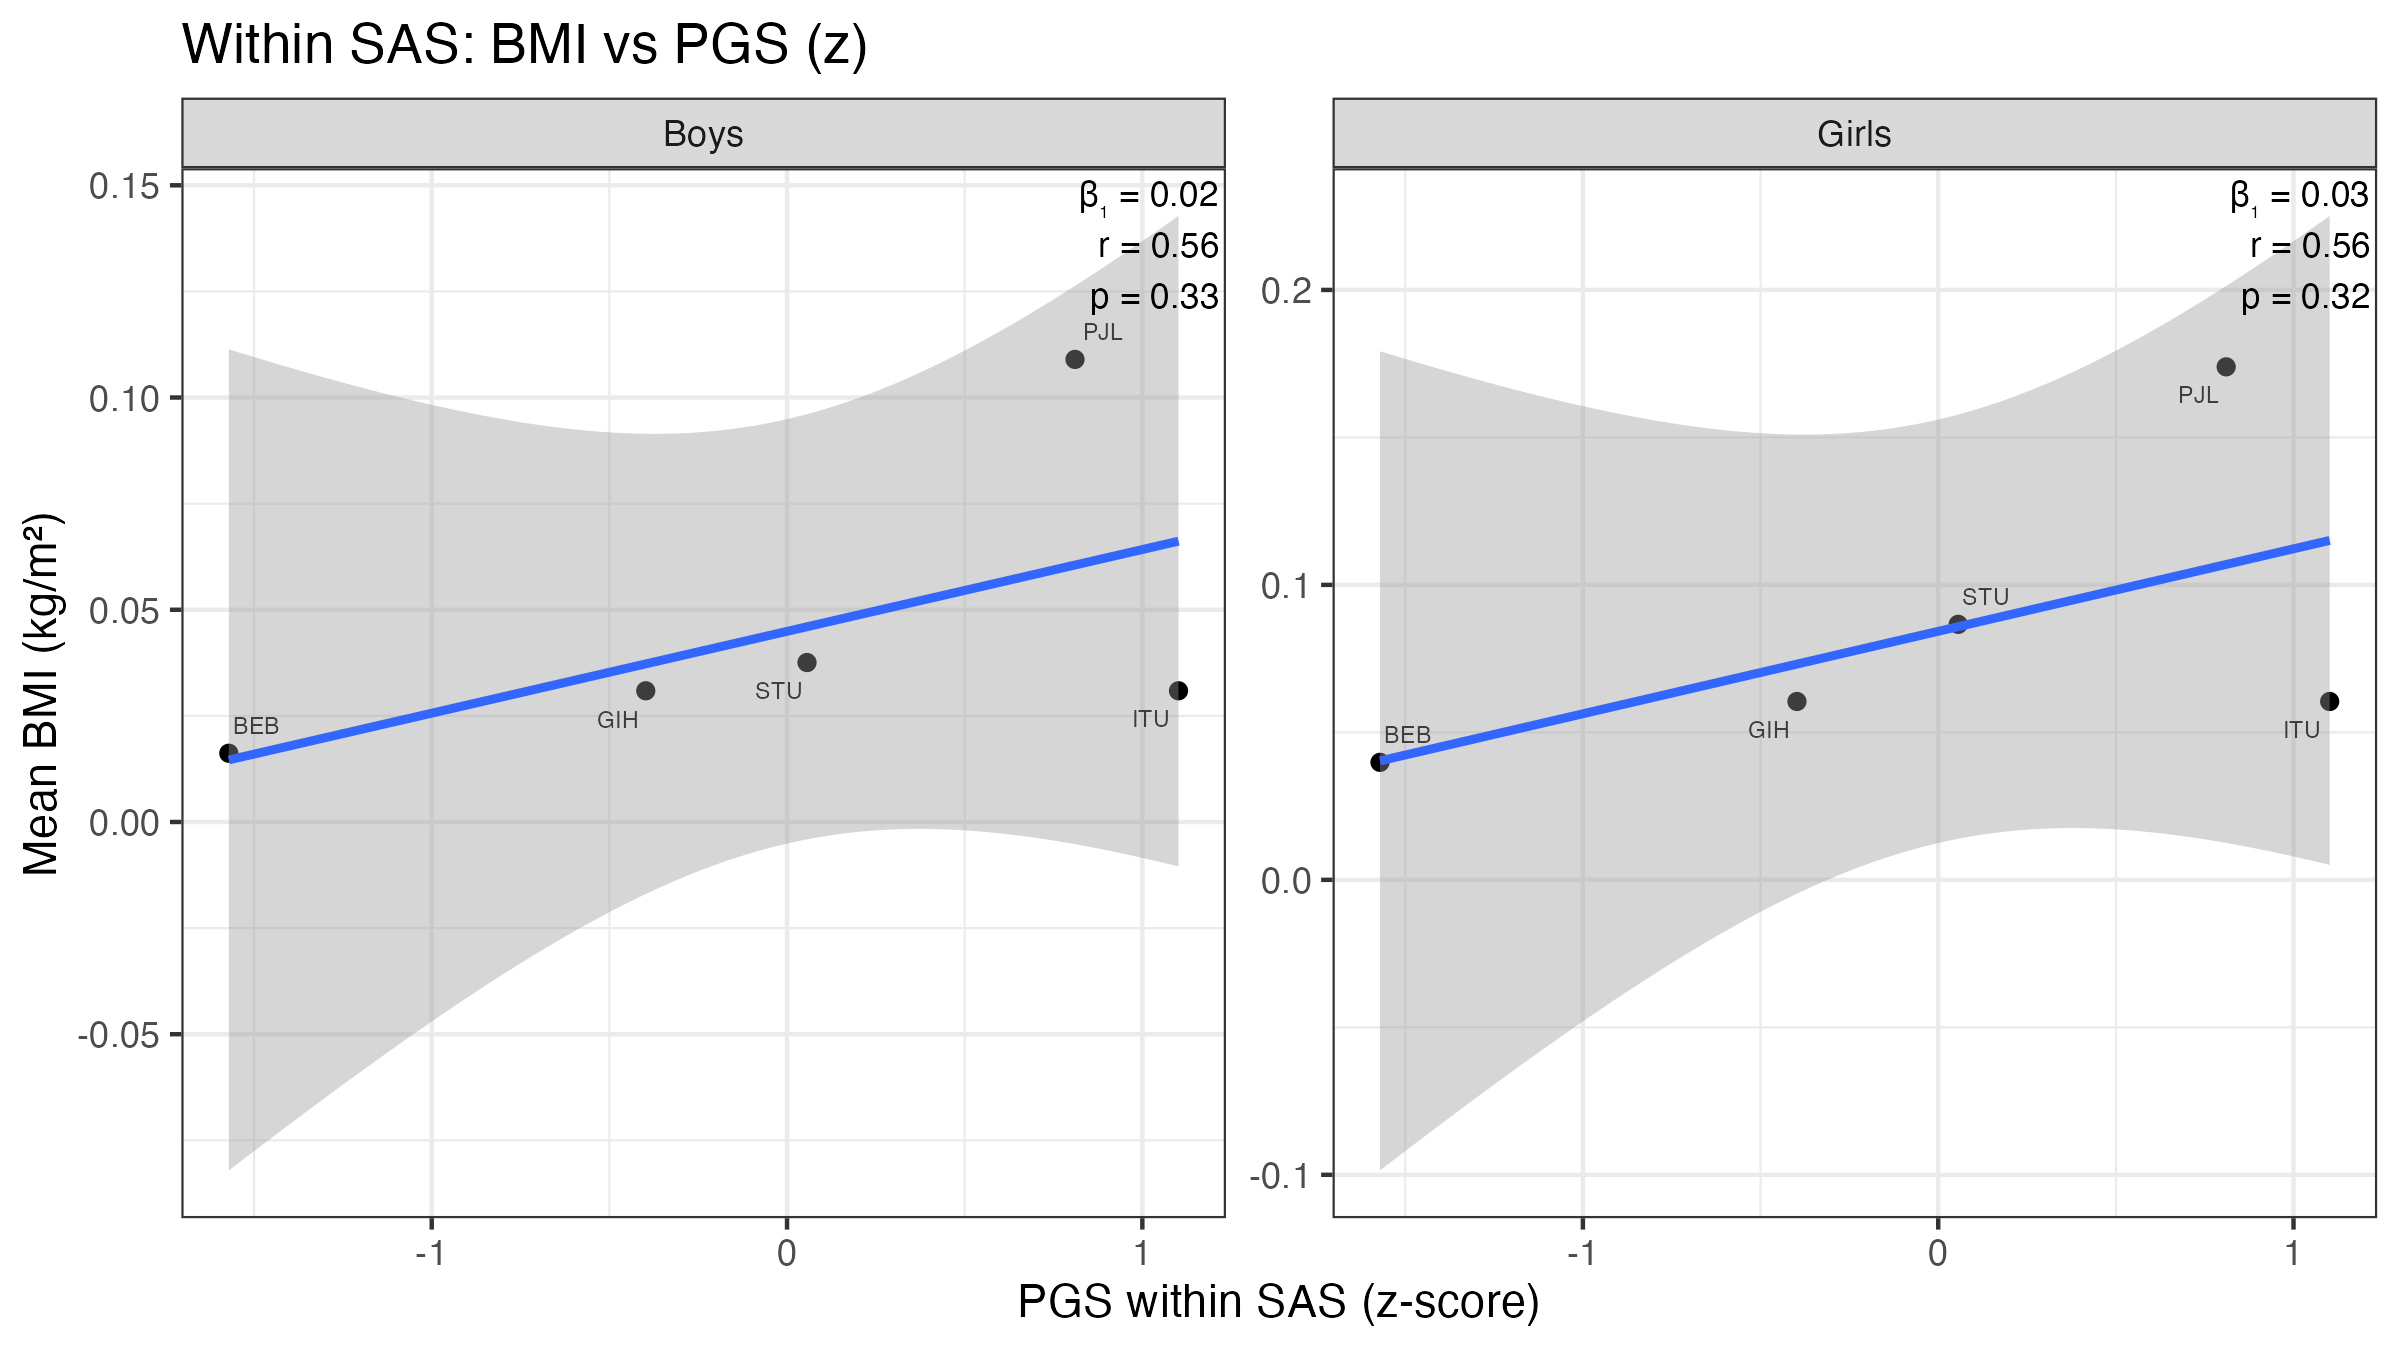 Within SAS: BMI vs PGS (z)
Boys
Girls
Mean BMI (kg/m²)
0.15
0.10
0.05
0.00
-0.05
β₁ = 0.02
r = 0.56
p = 0.33
PJL
BEB
GIH
STU
ITU
-1
0
1
0.2
0.1
0.0
-0.1
β₁ = 0.03
r = 0.56
p = 0.32
PJL
STU
BEB
GIH
ITU
-1
0
1
PGS within SAS (z-score)